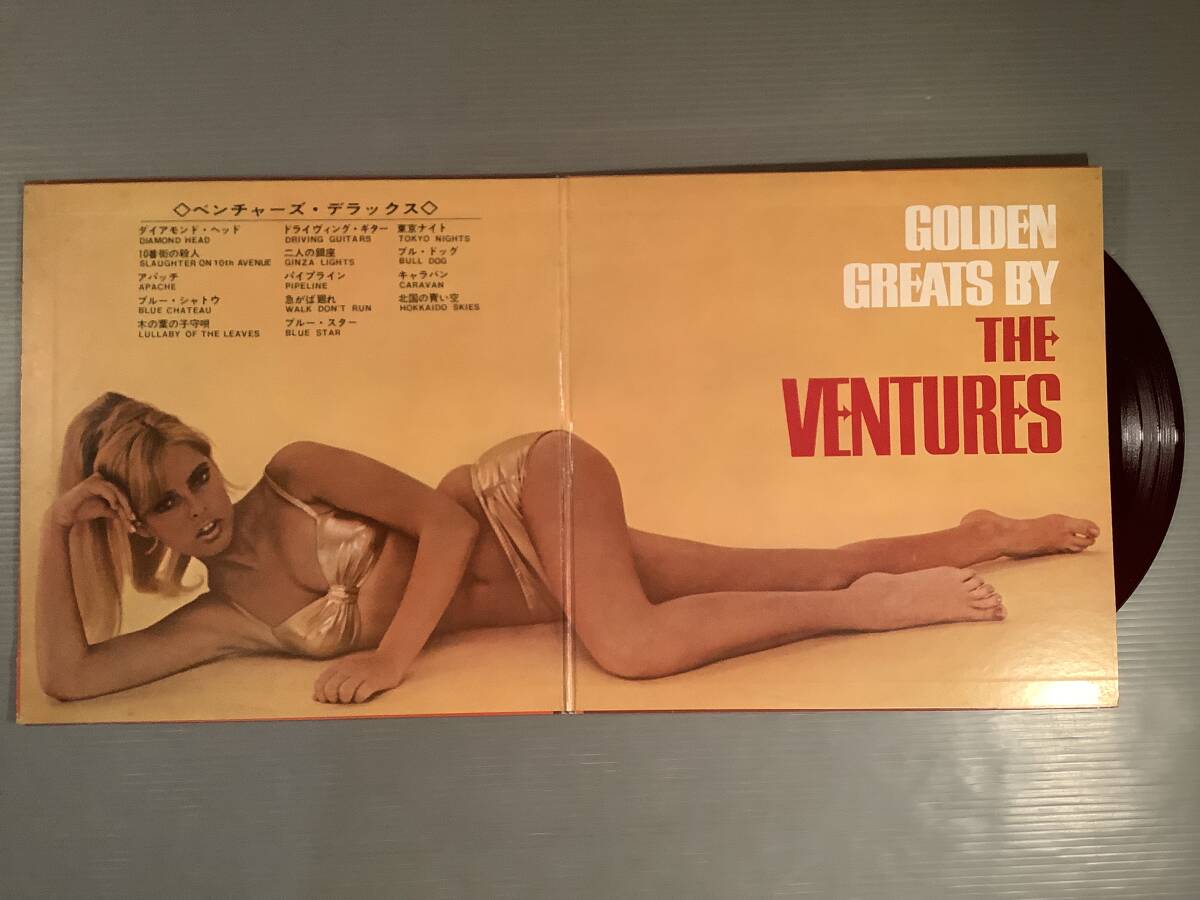 ◇ベンチャーズ・デラックス◇
ダイアモンド・ヘッド
DIAMOND HEAD
10番街の殺人
SLAUGHTER ON 10th AVENUE
アパッチ
APACHE
ブルー・シャトウ
BLUE CHATEAU
木の葉の子守唄
LULLABY OF THE LEAVES
ドライヴィング・ギター
DRIVING GUITARS
二人の銀座
GINZA LIGHTS
パイプライン
PIPELINE
急がば廻れ
WALK DON'T RUN
ブルー・スター
BLUE STAR
東京ナイト
TOKYO NIGHTS
ブル・ドッグ
BULL DOG
キャラバン
CARAVAN
北国の青い空
HOKKAIDO SKIES
GOLDEN
GREATS BY
THE
VENTURES